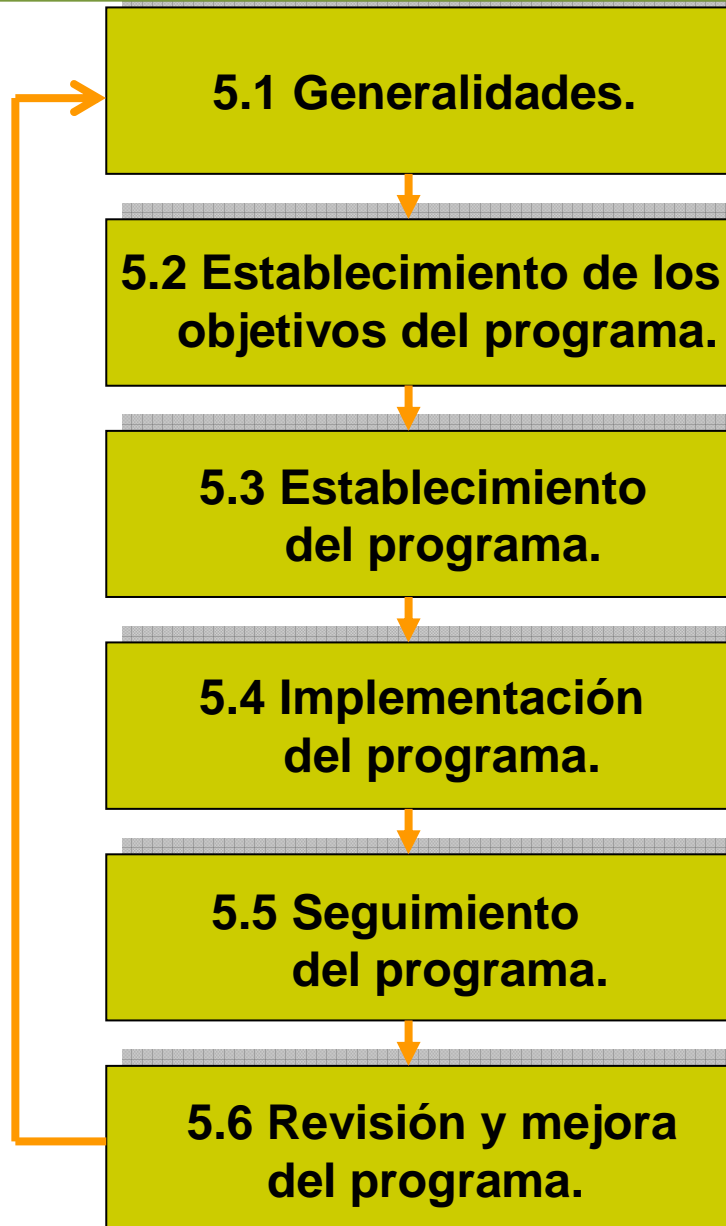 5.1 Generalidades.
5.2 Establecimiento de los
objetivos del programa.
5.3 Establecimiento
del programa.
5.4 Implementación
del programa.
5.5 Seguimiento
del programa.
5.6 Revisión y mejora
del programa.